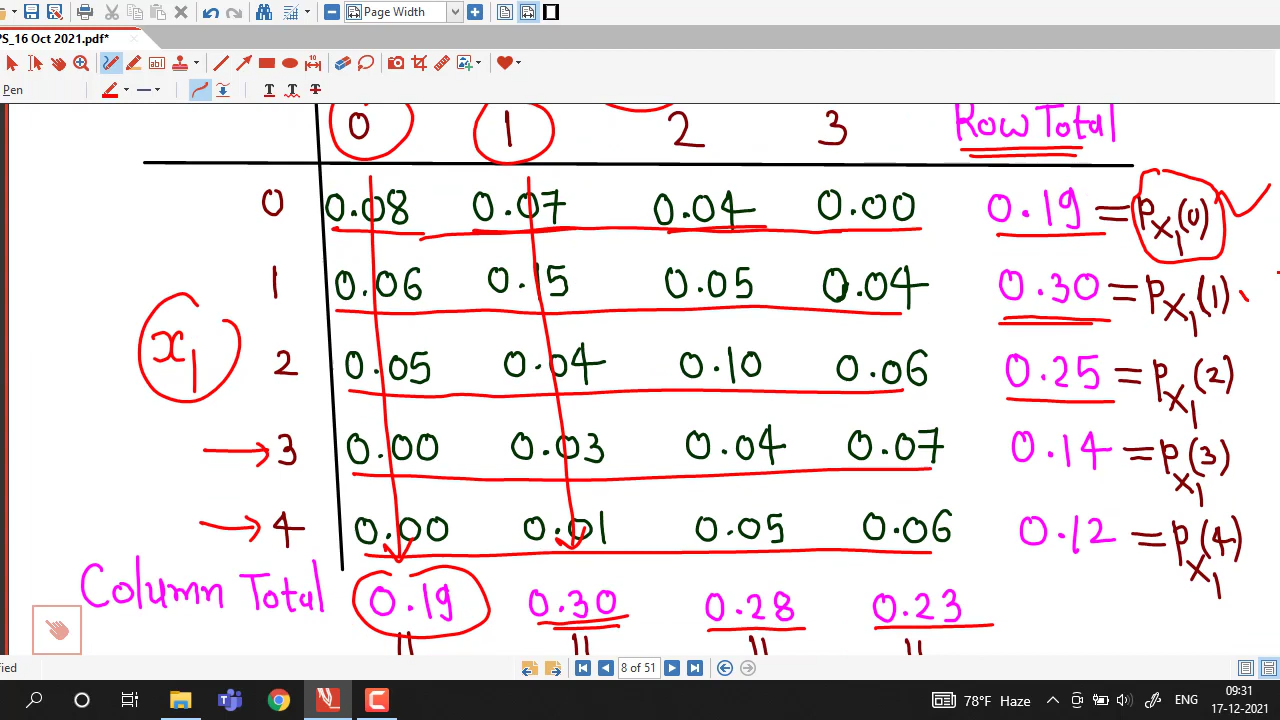 Page Width
PS_16 Oct 2021.pdf*
Pen
0 1 2 3 Row Total
0 0.08 0.07 0.04 0.00 0.19 = pX1(0)
1 0.06 0.15 0.05 0.04 0.30 = pX1(1)
x1
2 0.05 0.04 0.10 0.06 0.25 = pX1(2)
3 0.00 0.03 0.04 0.07 0.14 = pX1(3)
4 0.00 0.01 0.05 0.06 0.12 = pX1(4)
Column Total 0.19 0.30 0.28 0.23
fied
8 of 51
78°F Haze
ENG
09:31
17-12-2021